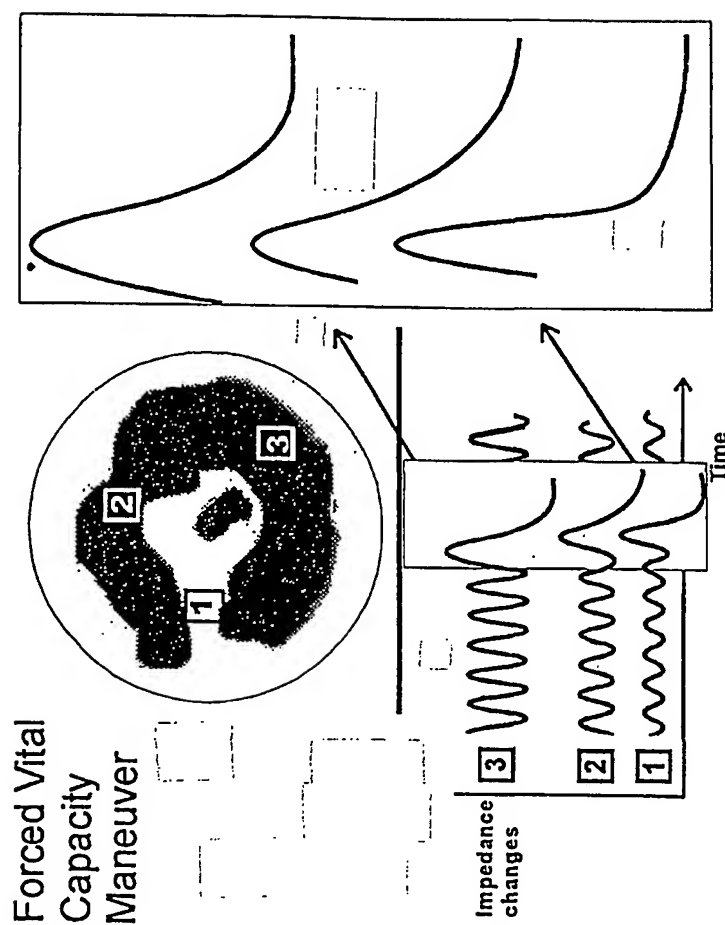 Forced Vital
Capacity
Maneuver
2
3
1
Impedance
changes
3
2
1
Time